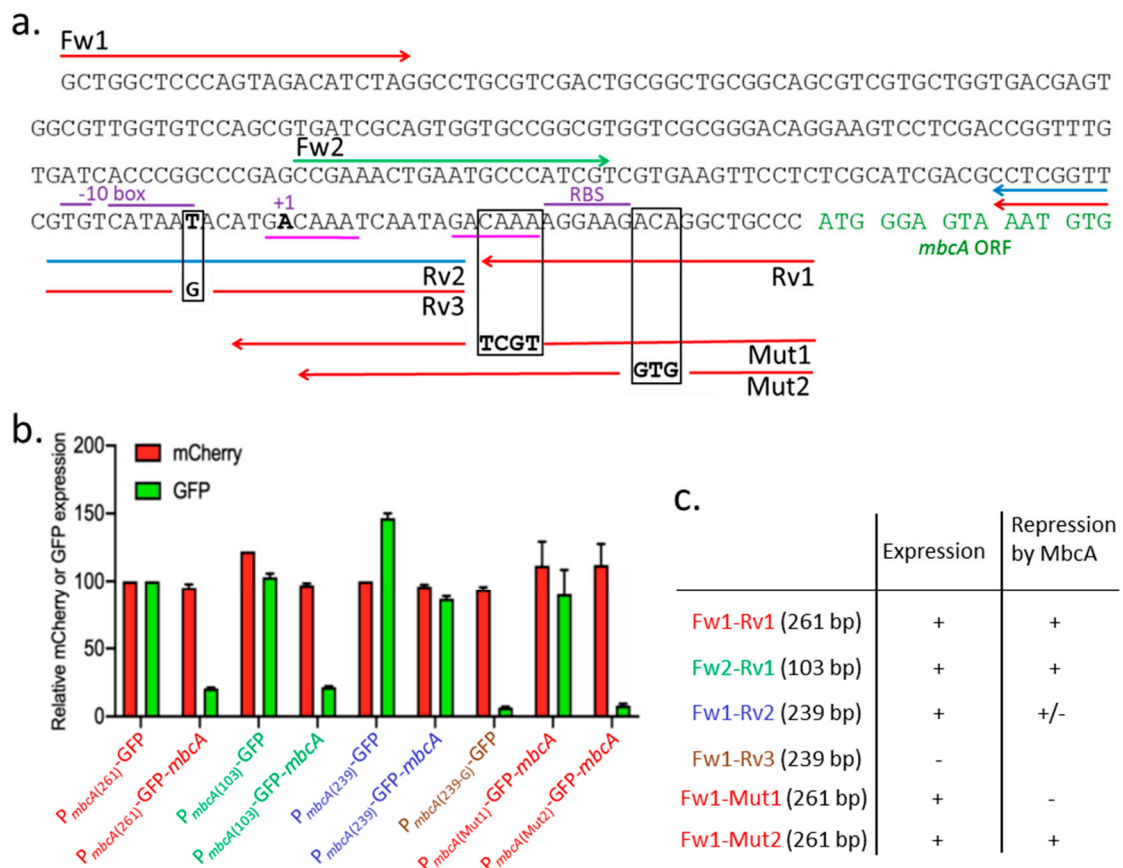 a.
Fw1
GCTGGCTCCCAGTAGACATCTAGGCCTGCGTCGACTGCGGCTGCGGCAGCGTCGTGCTGGTGACGAGT
GGCGTTGGTGTCCAGCGTGATCGCAGTGGTGCCGGCGTGGTCGCGGGACAGGAAGTCCTCGACCGGTTTG
Fw2
TGATCACCCGGCCCGAGCCGAAACTGAATGCCCATCGTCGTGAAGTTCCTCTCGCATCGACGCCTCGGTT
-10 box +1 RBS
CGTGTCATAATACATGACAAATCAATAGACAAAAGGAAGACAGGCTGCCC ATG GGA GTA AAT GTG
mbcA ORF
Rv2 Rv1
G
Rv3
TCGT
Mut1
GTG
Mut2
b.
Relative mCherry or GFP expression
200
150
100
50
0
mCherry
GFP
PmbcA(261)-GFP
PmbcA(261)-GFP-mbcA
PmbcA(103)-GFP
PmbcA(103)-GFP-mbcA
PmbcA(239)-GFP
PmbcA(239)-GFP-mbcA
PmbcA(239-G)-GFP
PmbcA(Mut1)-GFP-mbcA
PmbcA(Mut2)-GFP-mbcA
c.
Expression Repression
by MbcA
Fw1-Rv1 (261 bp) + +
Fw2-Rv1 (103 bp) + +
Fw1-Rv2 (239 bp) + +/-
Fw1-Rv3 (239 bp) -
Fw1-Mut1 (261 bp) + -
Fw1-Mut2 (261 bp) + +